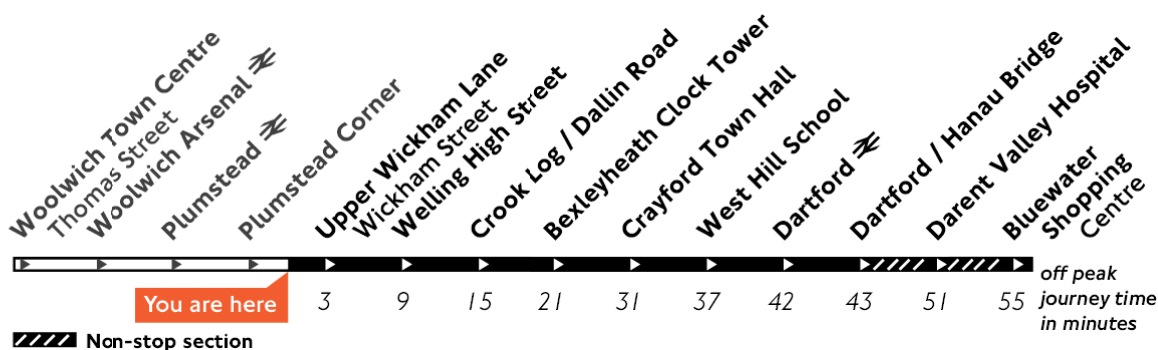 Woolwich Town Centre
Thomas Street
Woolwich Arsenal
Plumstead
Plumstead Corner
Upper Wickham Lane
Wickham Street
Welling High Street
Crook Log / Dallin Road
Bexleyheath Clock Tower
Crayford Town Hall
West Hill School
Dartford
Dartford / Hanau Bridge
Darent Valley Hospital
Bluewater
Shopping
Centre
You are here
3 9 15 21 31 37 42 43 51 55
off peak
journey time
in minutes
Non-stop section